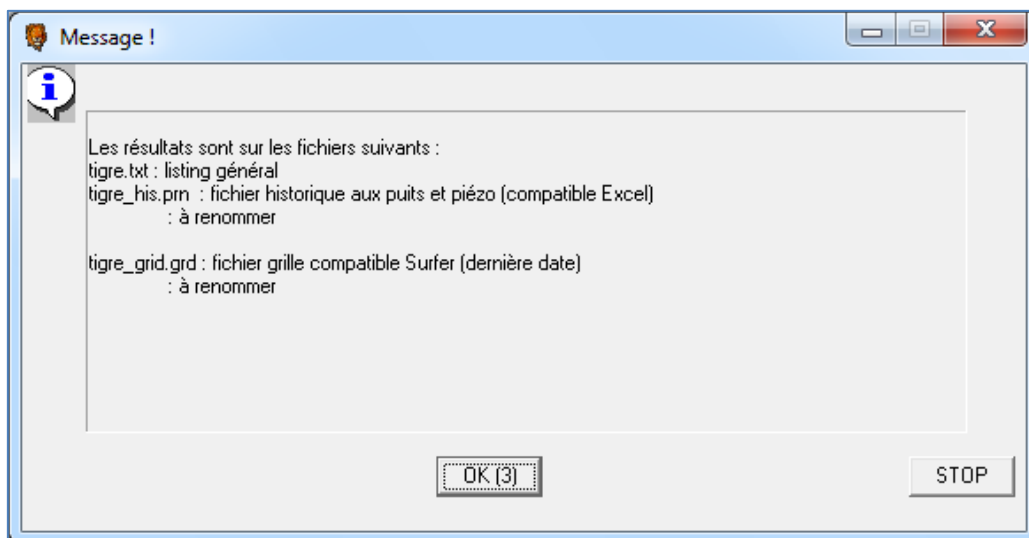 Message !
Les résultats sont sur les fichiers suivants :
tigre.txt : listing général
tigre_his.prn : fichier historique aux puits et piézo (compatible Excel)
: à renommer
tigre_grid.grd : fichier grille compatible Surfer (dernière date)
: à renommer
OK (3)
STOP